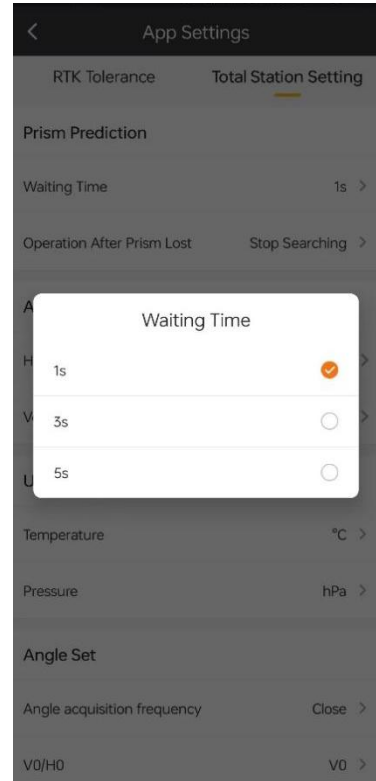 App Settings
RTK Tolerance Total Station Setting
Prism Prediction
Waiting Time 1s
Operation After Prism Lost Stop Searching
A
Waiting Time
H
1s
V
3s
U
5s
Temperature °C
Pressure hPa
Angle Set
Angle acquisition frequency Close
V0/H0 V0